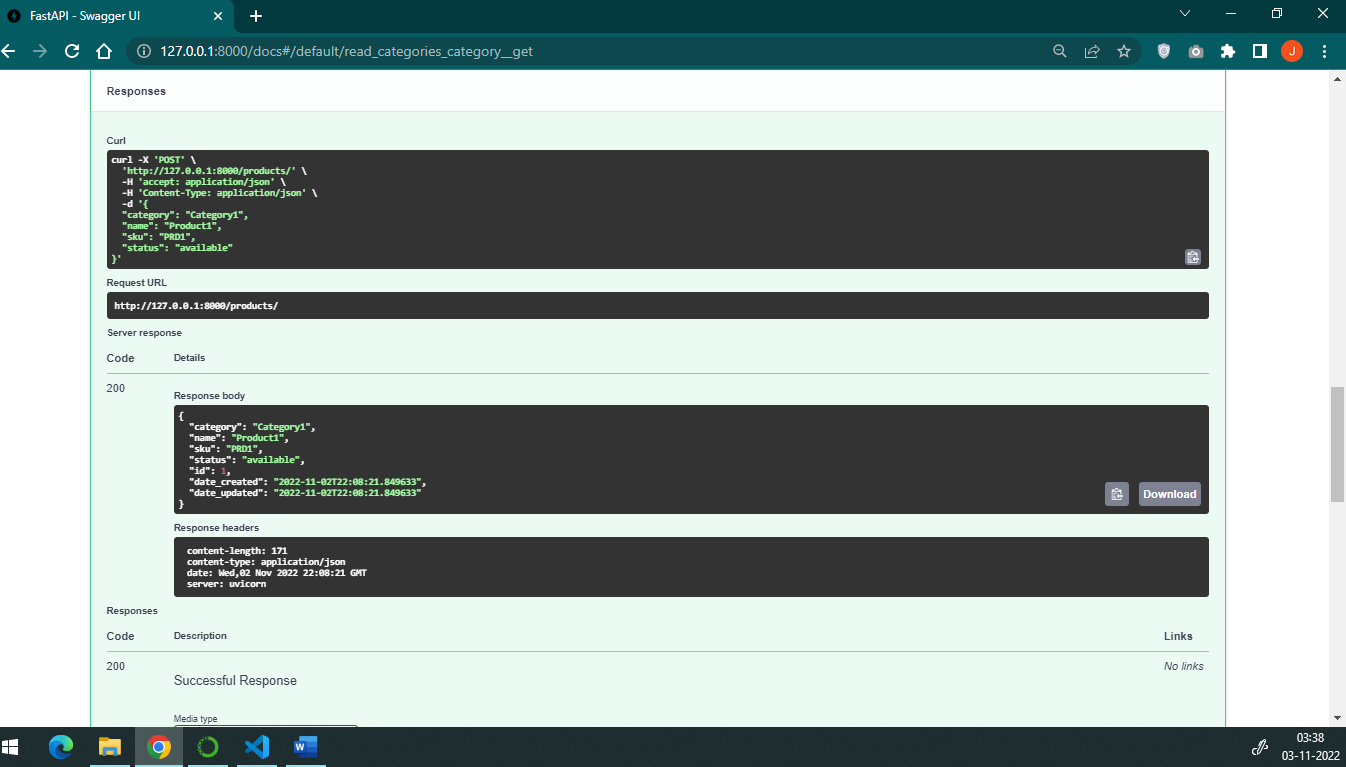 FastAPI - Swagger UI
127.0.0.1:8000/docs#/default/read_categories_category__get
J
Responses
Curl
curl -X 'POST' \
'http://127.0.0.1:8000/products/' \
-H 'accept: application/json' \
-H 'Content-Type: application/json' \
-d '{
"category": "Category1",
"name": "Product1",
"sku": "PRD1",
"status": "available"
}'
Request URL
http://127.0.0.1:8000/products/
Server response
Code Details
200
Response body
{
"category": "Category1",
"name": "Product1",
"sku": "PRD1",
"status": "available",
"id": 1,
"date_created": "2022-11-02T22:08:21.849633",
"date_updated": "2022-11-02T22:08:21.849633"
}
Download
Response headers
content-length: 171
content-type: application/json
date: Wed,02 Nov 2022 22:08:21 GMT
server: uvicorn
Responses
Code Description Links
200 No links
Successful Response
Media type
W
03:38
03-11-2022